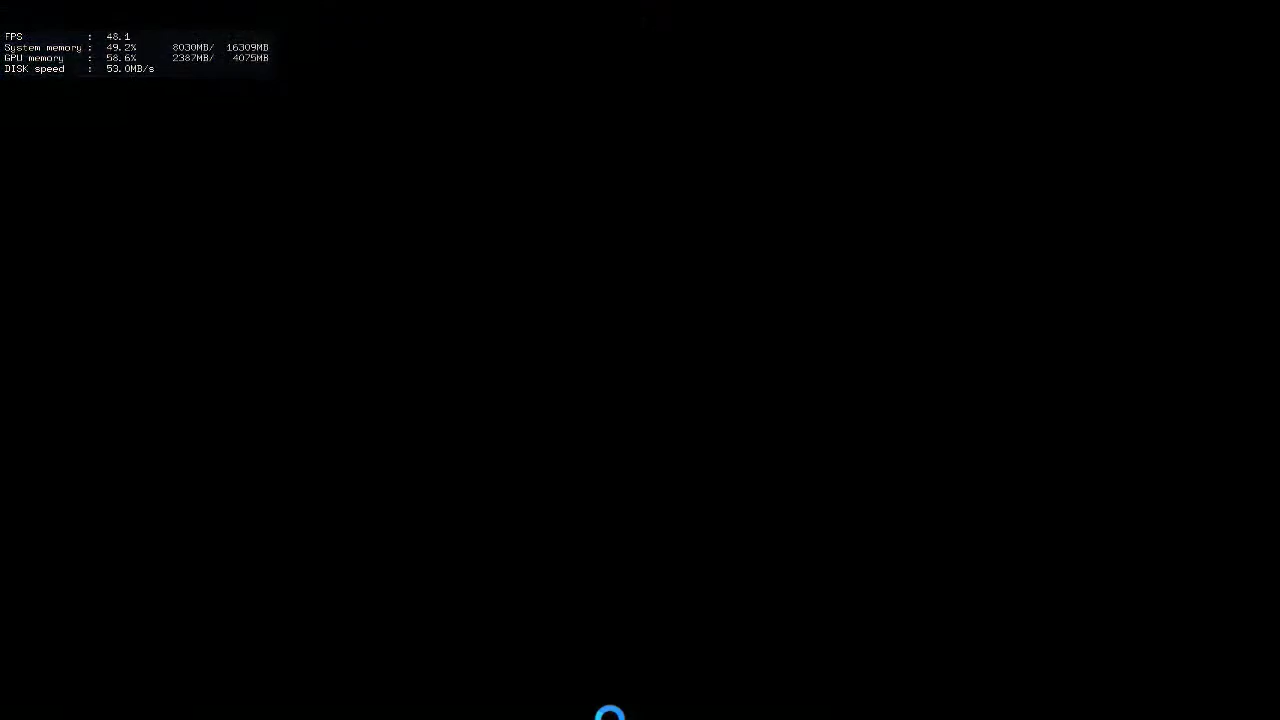 FPS : 48.1
System memory : 49.2% 8030MB/ 16309MB
GPU memory : 58.6% 2387MB/ 4075MB
DISK speed : 53.0MB/s